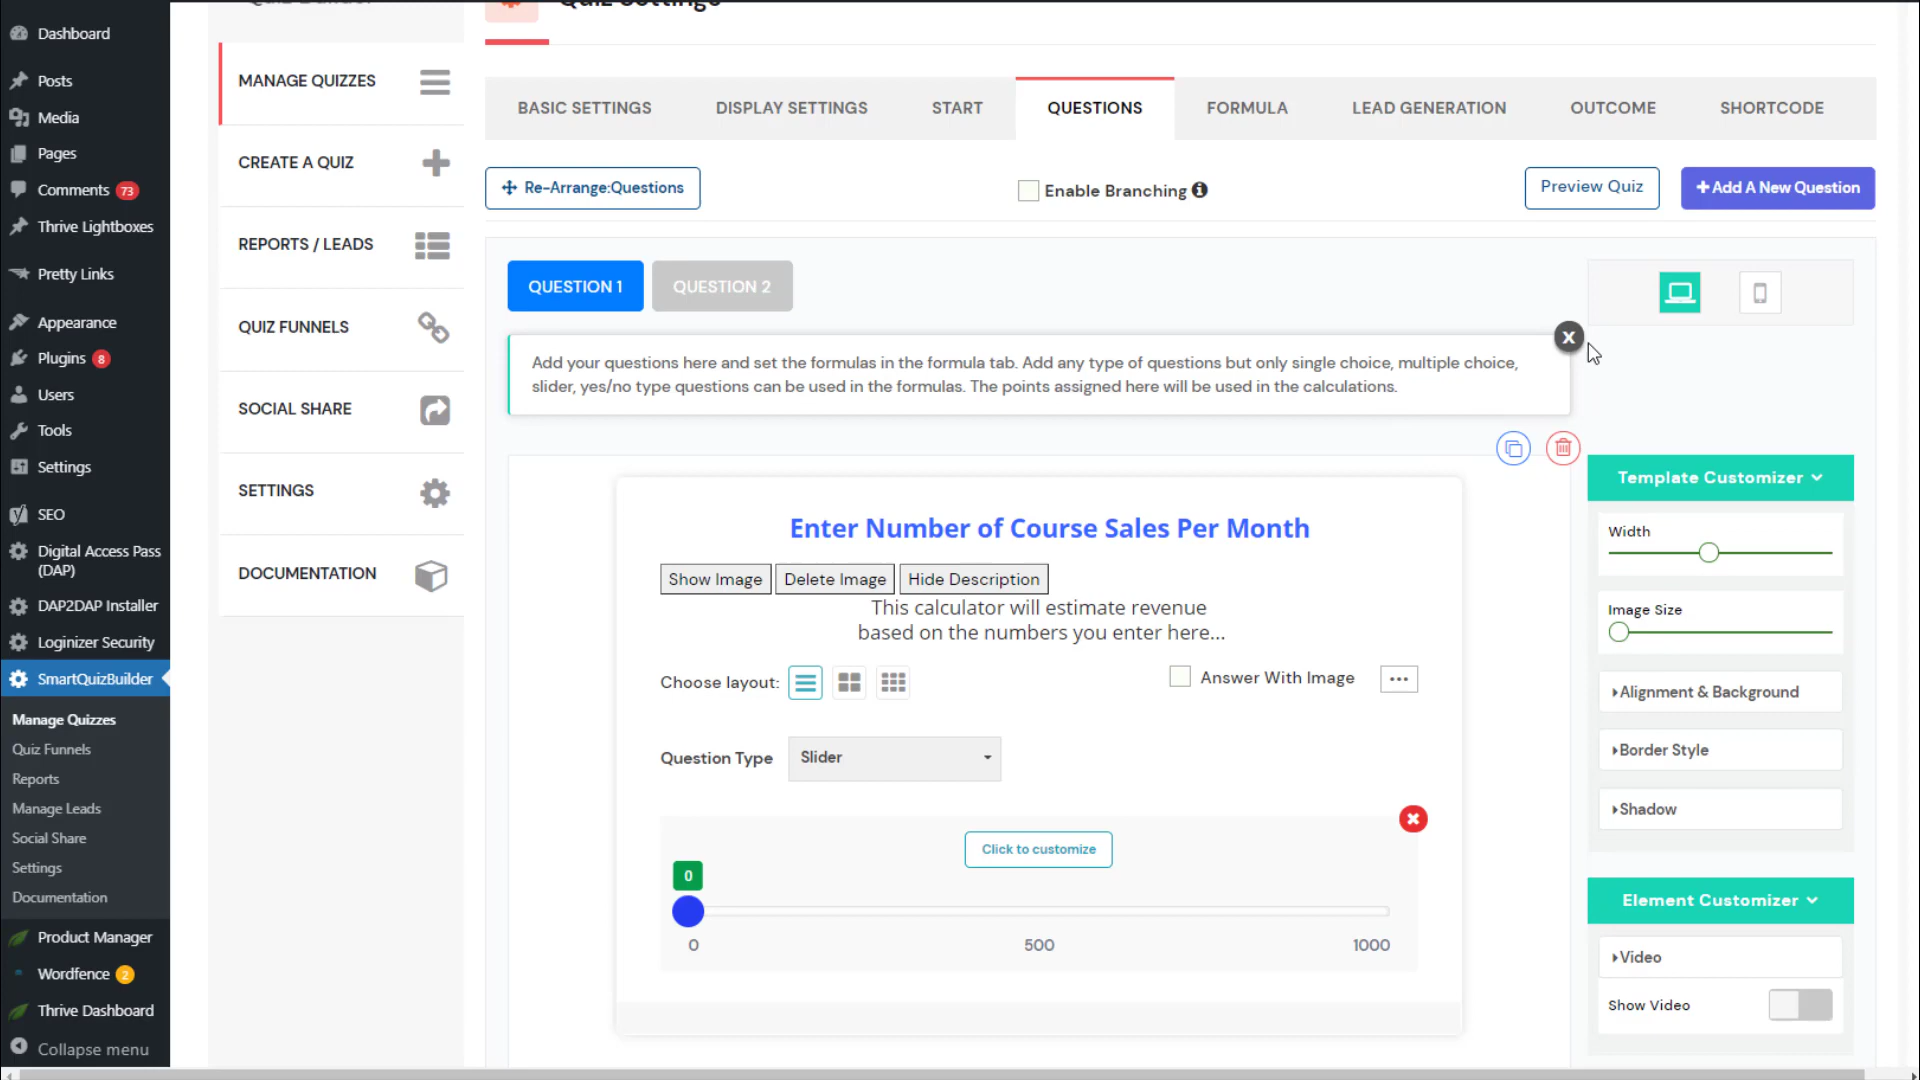 Quiz Builder
Quiz Settings
Dashboard
Posts
Media
Pages
Comments 73
Thrive Lightboxes
Pretty Links
Appearance
Plugins 8
Users
Tools
Settings
SEO
Digital Access Pass
(DAP)
DAP2DAP Installer
Loginizer Security
SmartQuizBuilder
Manage Quizzes
Quiz Funnels
Reports
Manage Leads
Social Share
Settings
Documentation
Product Manager
Wordfence 2
Thrive Dashboard
Collapse menu
MANAGE QUIZZES
CREATE A QUIZ
REPORTS / LEADS
QUIZ FUNNELS
SOCIAL SHARE
SETTINGS
DOCUMENTATION
BASIC SETTINGS DISPLAY SETTINGS START QUESTIONS FORMULA LEAD GENERATION OUTCOME SHORTCODE
Re-Arrange:Questions Enable Branching Preview Quiz Add A New Question
QUESTION 1 QUESTION 2
X
Add your questions here and set the formulas in the formula tab. Add any type of questions but only single choice, multiple choice,
slider, yes/no type questions can be used in the formulas. The points assigned here will be used in the calculations.
Enter Number of Course Sales Per Month
Show Image Delete Image Hide Description
This calculator will estimate revenue
based on the numbers you enter here...
Choose layout: Answer With Image ...
Question Type Slider
Click to customize
0
0 500 1000
Template Customizer
Width
Image Size
Alignment & Background
Border Style
Shadow
Element Customizer
Video
Show Video